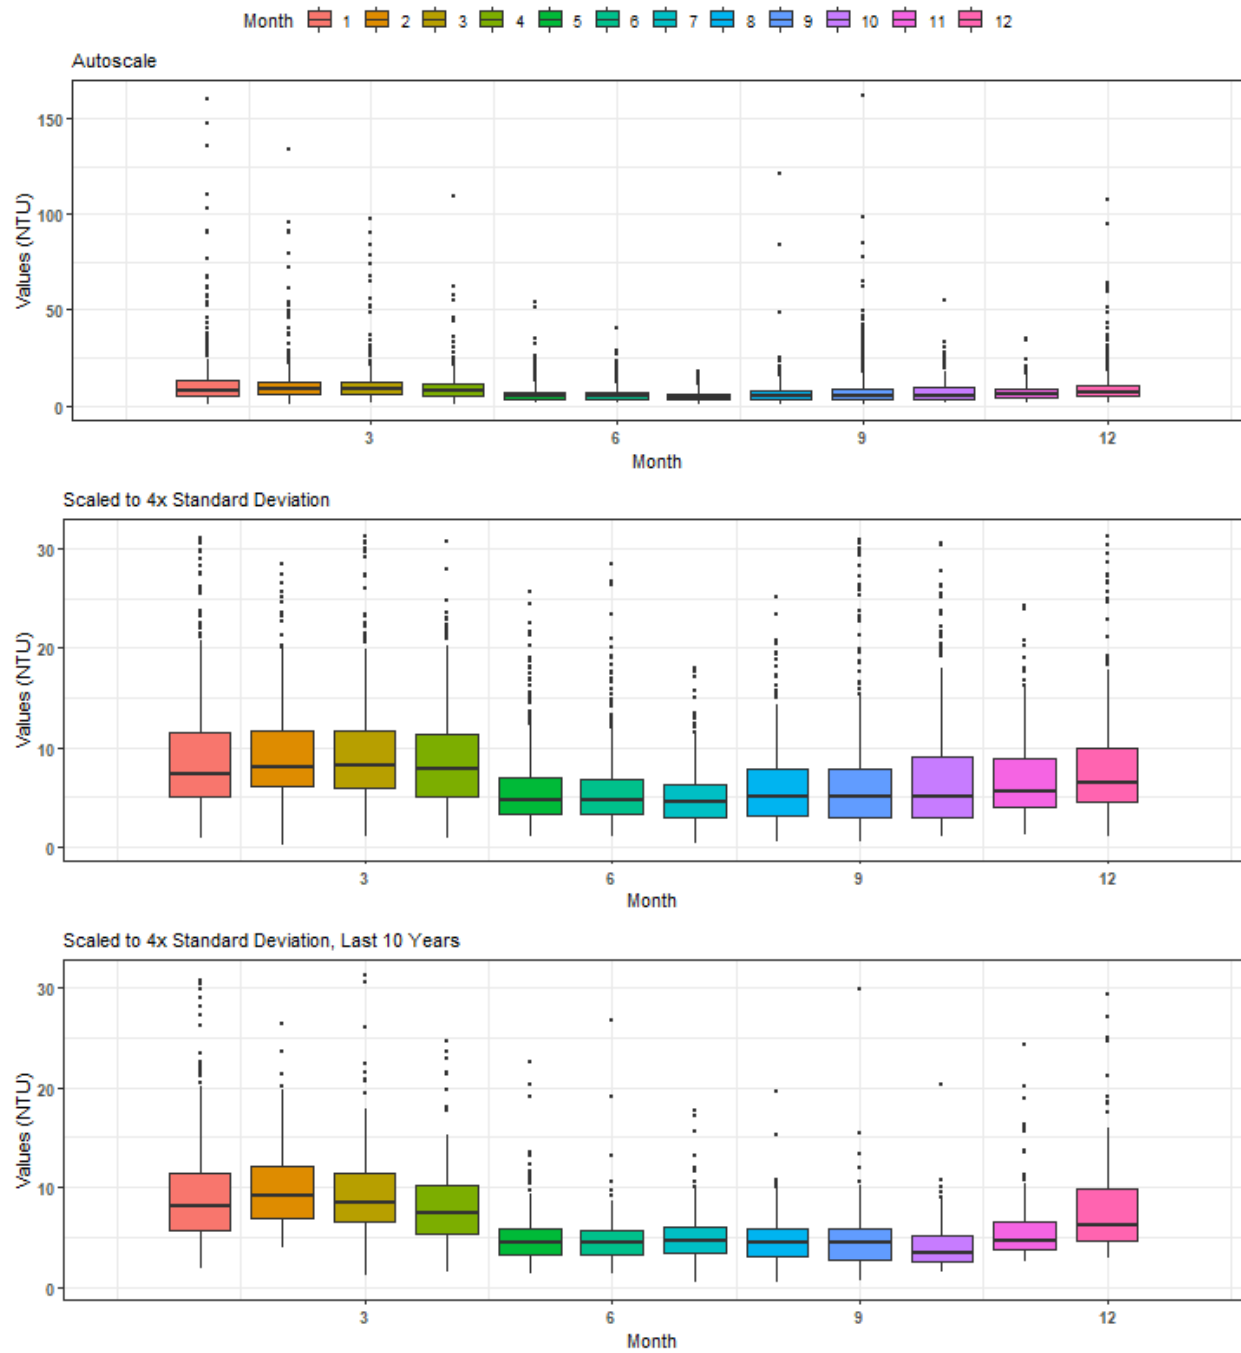 Month 1 2 3 4 5 6 7 8 9 10 11 12
Autoscale
Values (NTU)
150
100
50
0
3 6 9 12
Month
Scaled to 4x Standard Deviation
Values (NTU)
30
20
10
0
3 6 9 12
Month
Scaled to 4x Standard Deviation, Last 10 Years
Values (NTU)
30
20
10
0
3 6 9 12
Month